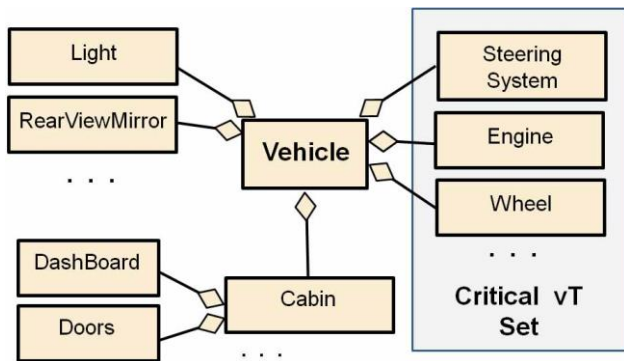 Light
RearViewMirror
. . .
Vehicle
DashBoard
Doors
Cabin
. . .
Steering
System
Engine
Wheel
. . .
Critical vT
Set